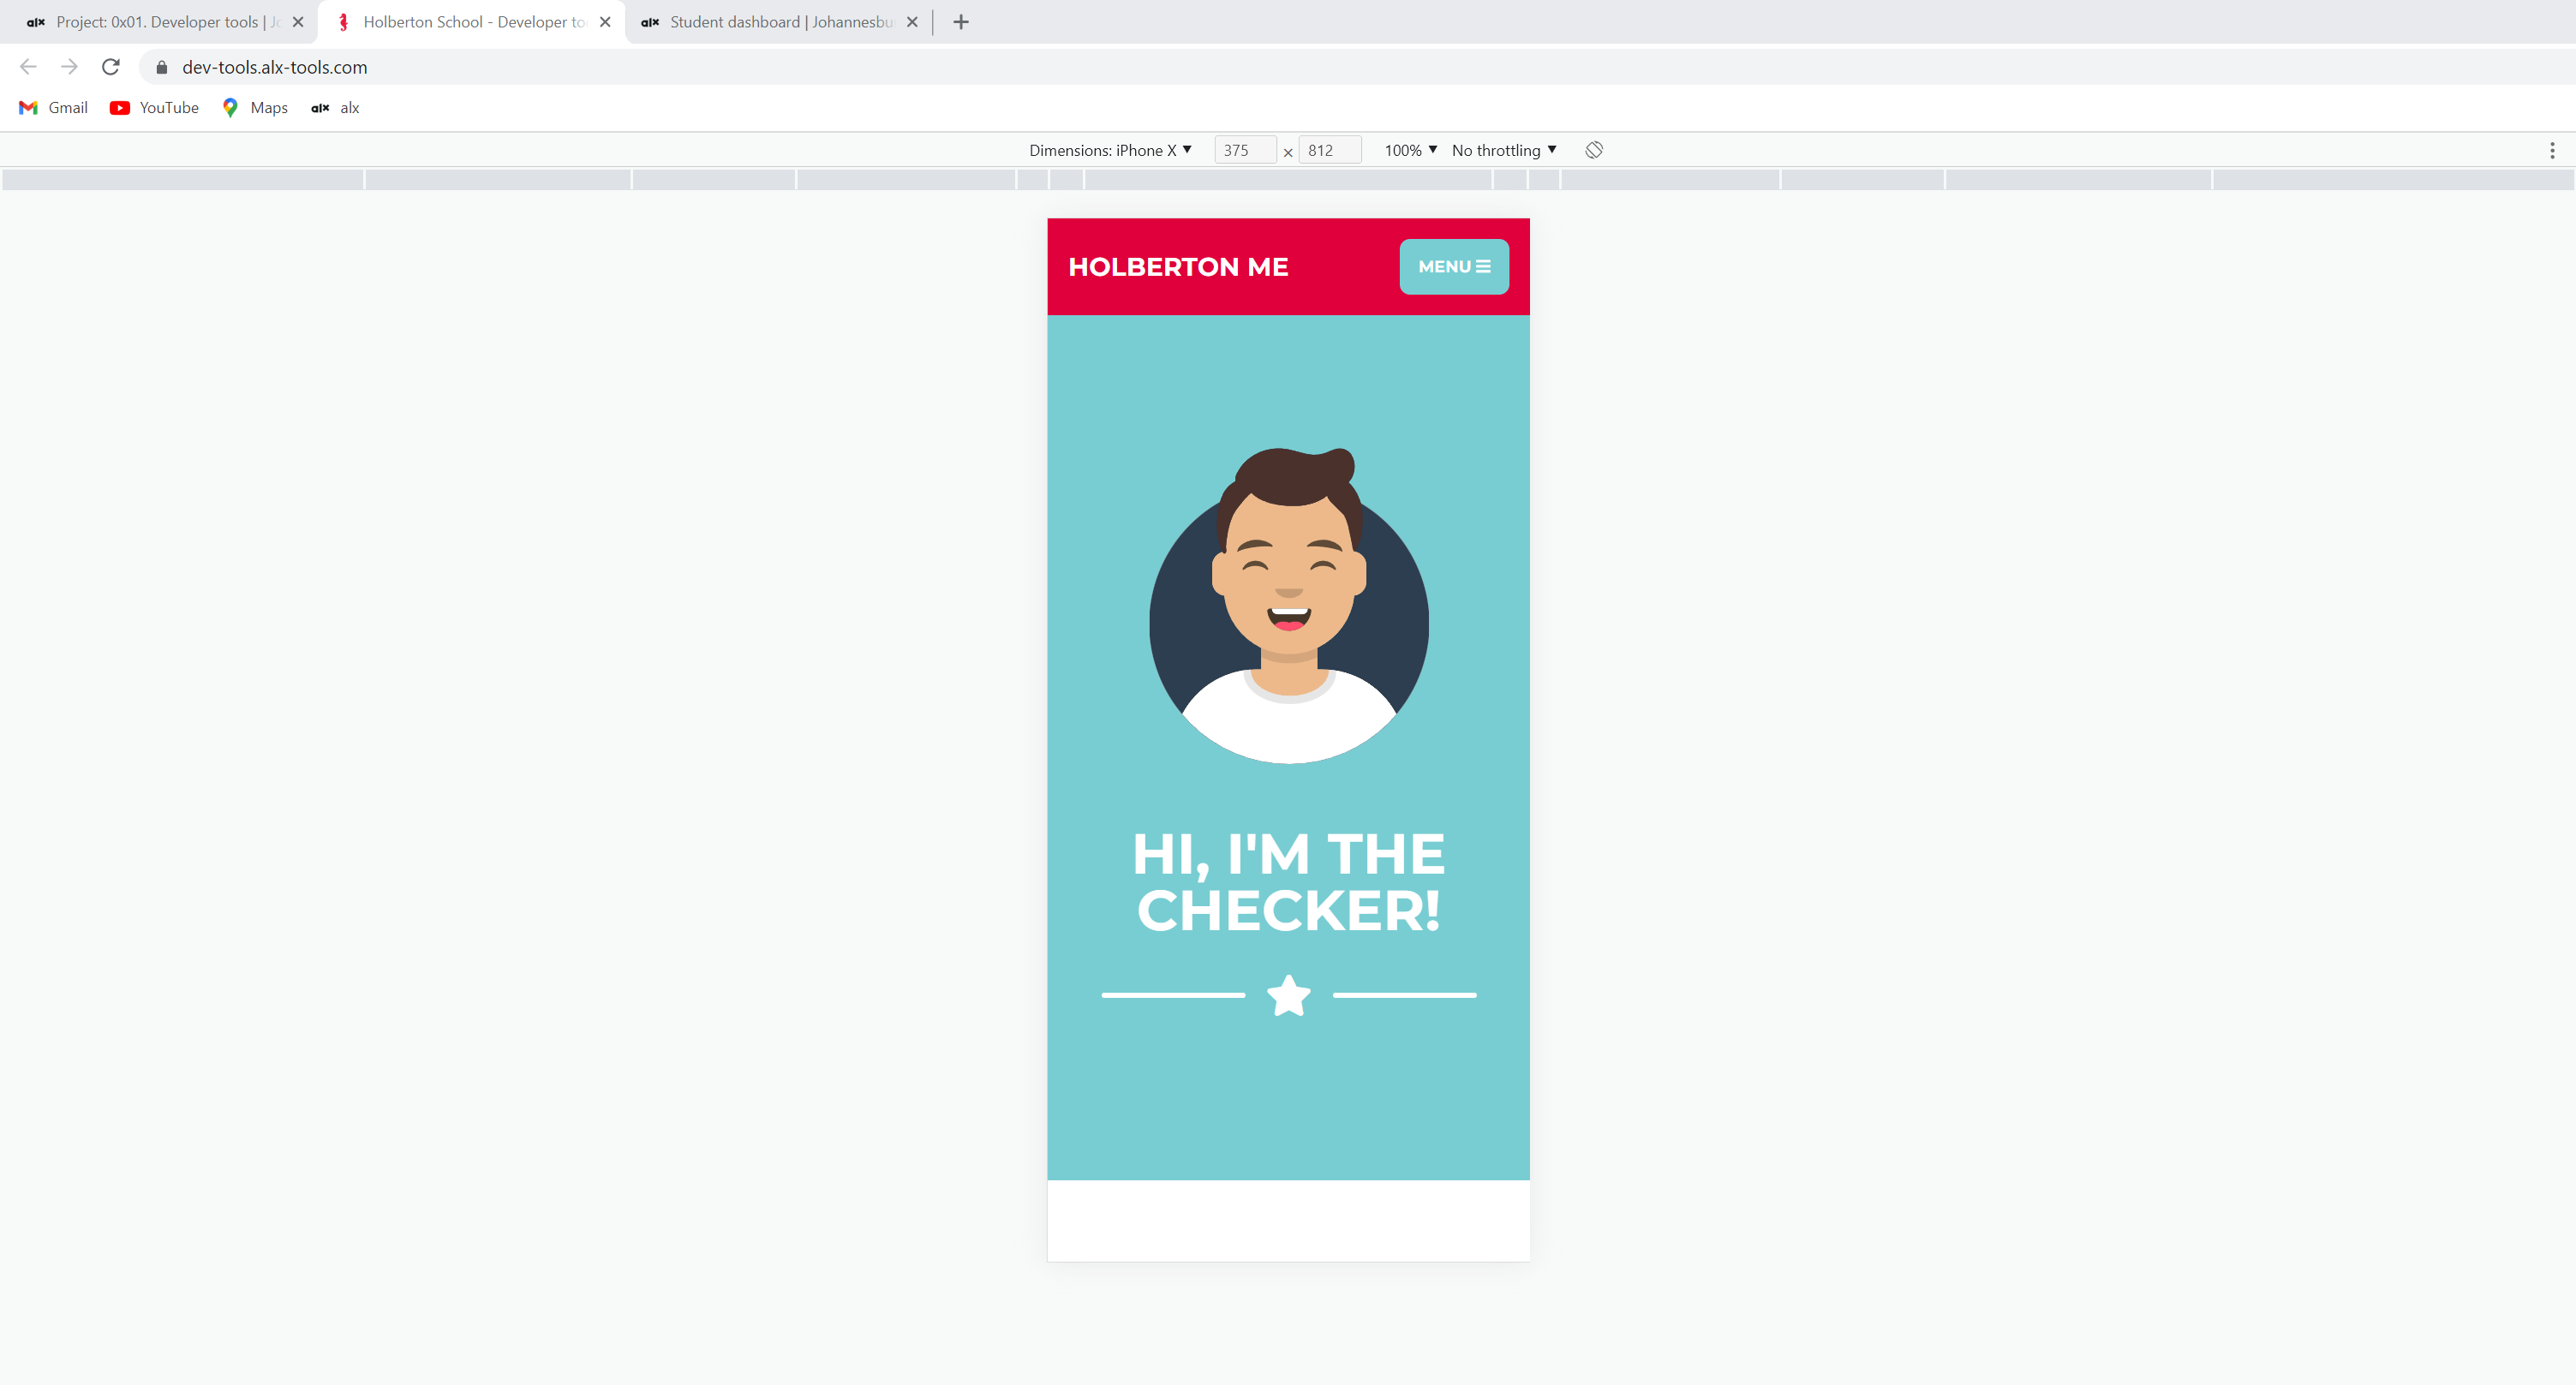 alx Project: 0x01. Developer tools | Jo
Holberton School - Developer to
alx Student dashboard | Johannesbu
dev-tools.alx-tools.com
Gmail YouTube Maps alx alx
Dimensions: iPhone X 375 × 812 100% No throttling
HOLBERTON ME
MENU
HI, I'M THE
CHECKER!